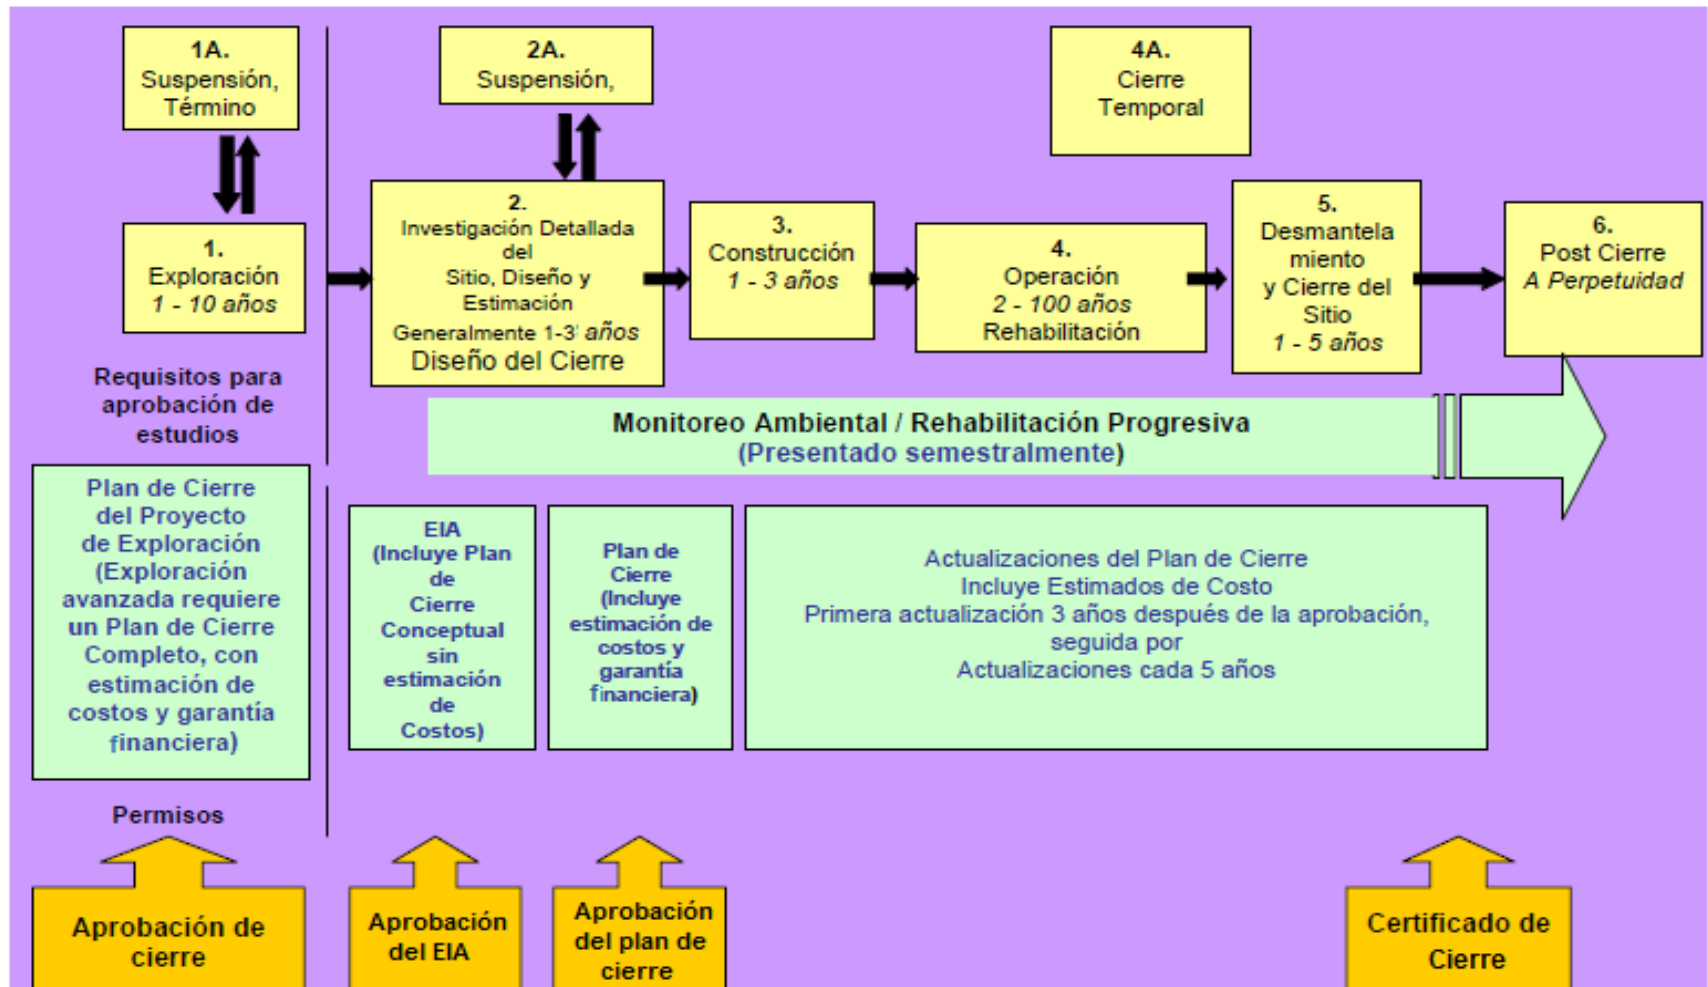 1A.
Suspensión,
Término
2A.
Suspensión,
4A.
Cierre
Temporal
1.
Exploración
1 - 10 años
2.
Investigación Detallada
del
Sitio, Diseño y
Estimación
Generalmente 1-3' años
Diseño del Cierre
3.
Construcción
1 - 3 años
4.
Operación
2 - 100 años
Rehabilitación
5.
Desmantela
miento
y Cierre del
Sitio
1 - 5 años
6.
Post Cierre
A Perpetuidad
Requisitos para
aprobación de
estudios
Monitoreo Ambiental / Rehabilitación Progresiva
(Presentado semestralmente)
Plan de Cierre
del Proyecto
de Exploración
(Exploración
avanzada requiere
un Plan de Cierre
Completo, con
estimación de
costos y garantía
financiera)
EIA
(Incluye Plan
de
Cierre
Conceptual
sin
estimación
de
Costos)
Plan de
Cierre
(Incluye
estimación de
costos y
garantía
financiera)
Actualizaciones del Plan de Cierre
Incluye Estimados de Costo
Primera actualización 3 años después de la aprobación,
seguida por
Actualizaciones cada 5 años
Permisos
Aprobación de
cierre
Aprobación
del EIA
Aprobación
del plan de
cierre
Certificado de
Cierre